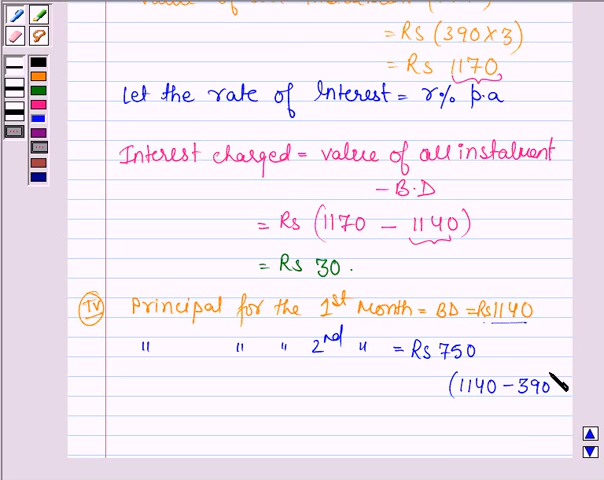 = Rs (390 × 3)
= Rs 1170
Let the rate of Interest = r% p.a
Interest charged = value of all instalment
- B.D
= Rs (1170 - 1140)
= Rs 30.
IV Principal for the 1st Month = BD = Rs 1140
" " " 2nd " = Rs 750
(1140 - 390